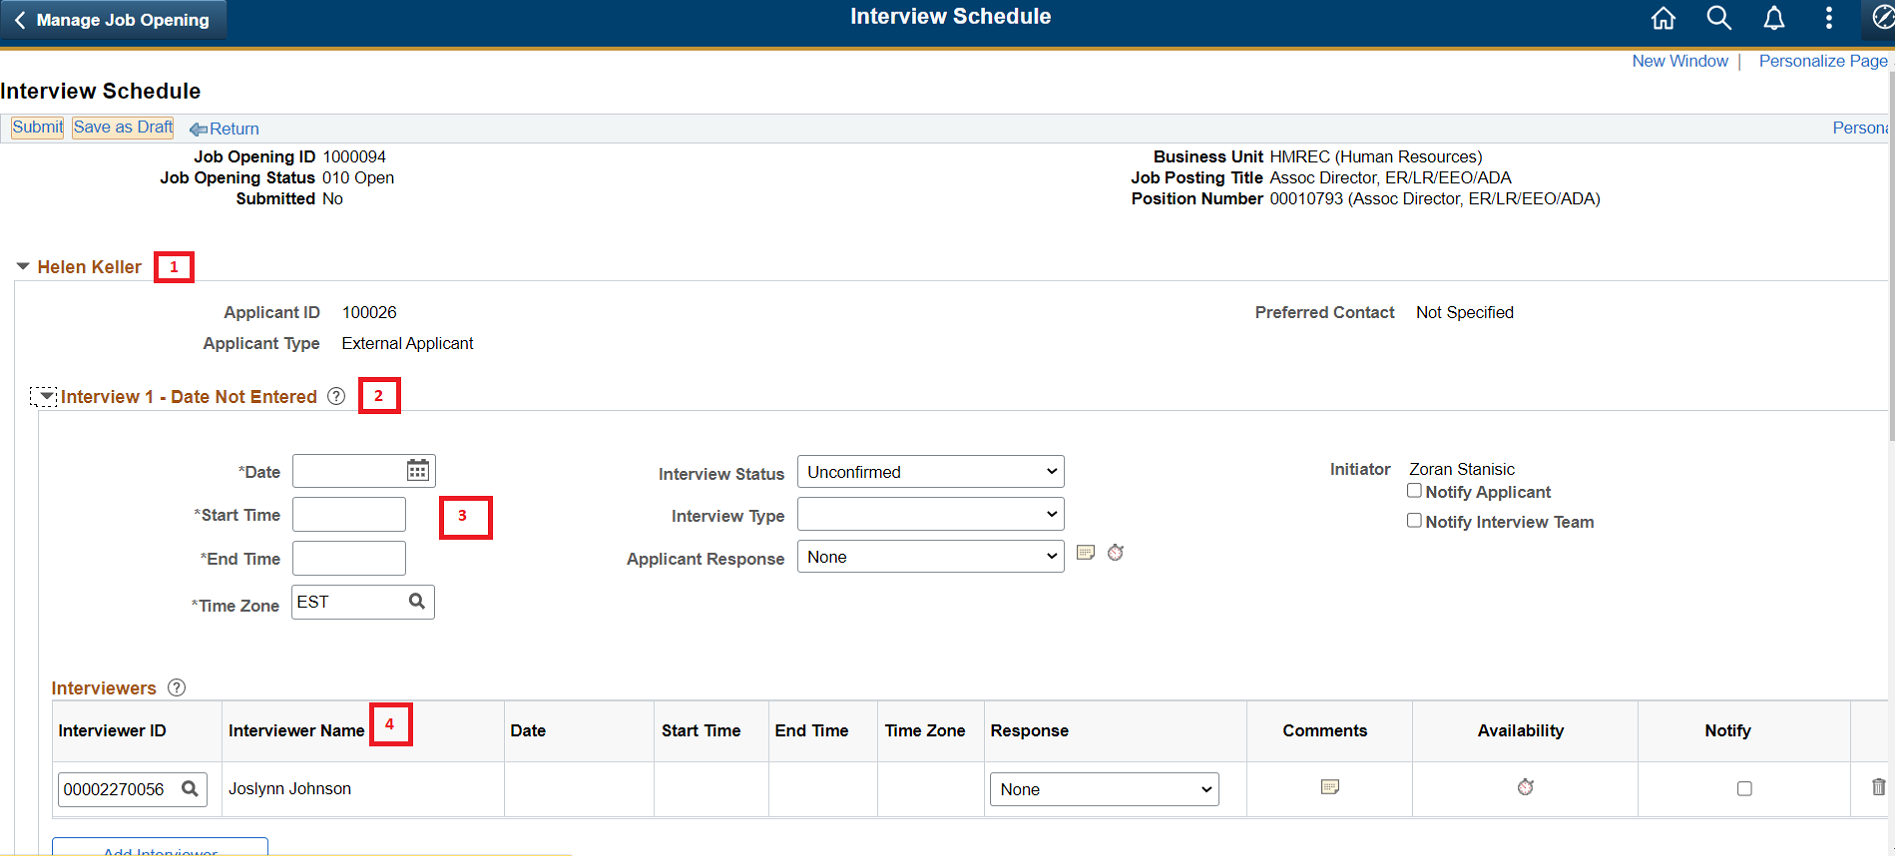 Manage Job Opening
Interview Schedule
New Window | Personalize Page
Interview Schedule
Submit Save as Draft Return
Persona
Job Opening ID 1000094
Business Unit HMREC (Human Resources)
Job Opening Status 010 Open
Job Posting Title Assoc Director, ER/LR/EEO/ADA
Submitted No
Position Number 00010793 (Assoc Director, ER/LR/EEO/ADA)
Helen Keller 1
Applicant ID 100026
Preferred Contact Not Specified
Applicant Type External Applicant
Interview 1 - Date Not Entered ? 2
*Date
Interview Status Unconfirmed
Initiator Zoran Stanisic
Notify Applicant
*Start Time
3
Interview Type
Notify Interview Team
*End Time
Applicant Response None
*Time Zone EST
Interviewers ?
Interviewer ID Interviewer Name 4 Date Start Time End Time Time Zone Response Comments Availability Notify
00002270056 Joslynn Johnson None
Add Interviewer